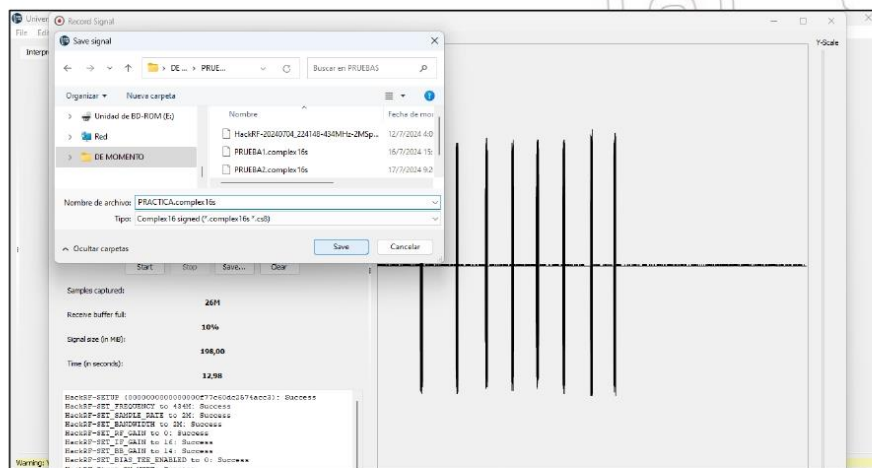 Univer
Record Signal
File Edi
Save signal
Y-Scale
Interpr
DE ... > PRUE...
Buscar en PRUEBAS
Organizar
Nueva carpeta
Unidad de BD-ROM (E:)
Red
DE MOMENTO
Nombre
Fecha de mo
HackRF-20240704_224148-434MHz-2MSp...
12/7/2024 4:0
PRUEBA1.complex16s
16/7/2024 15:
PRUEBA2.complex16s
17/7/2024 9:2
Nombre de archivo: PRACTICA.complex16s
Tipo: Complex16 signed (*.complex16s *.cs8)
Ocultar carpetas
Save
Cancelar
Start
Stop
Save...
Clear
Samples captured:
26M
Receive buffer full:
10%
Signal size (in MiB):
198,00
Time (in seconds):
12,98
HackRF-SET_FREQUENCY to 434M: Success
HackRF-SET_SAMPLE_RATE to 2M: Success
HackRF-SET_BANDWIDTH to 2M: Success
HackRF-SET_RF_GAIN to 0: Success
HackRF-SET_IF_GAIN to 16: Success
HackRF-SET_BB_GAIN to 14: Success
HackRF-SET_BIAS_TEE_ENABLED to 0: Success
Warning: